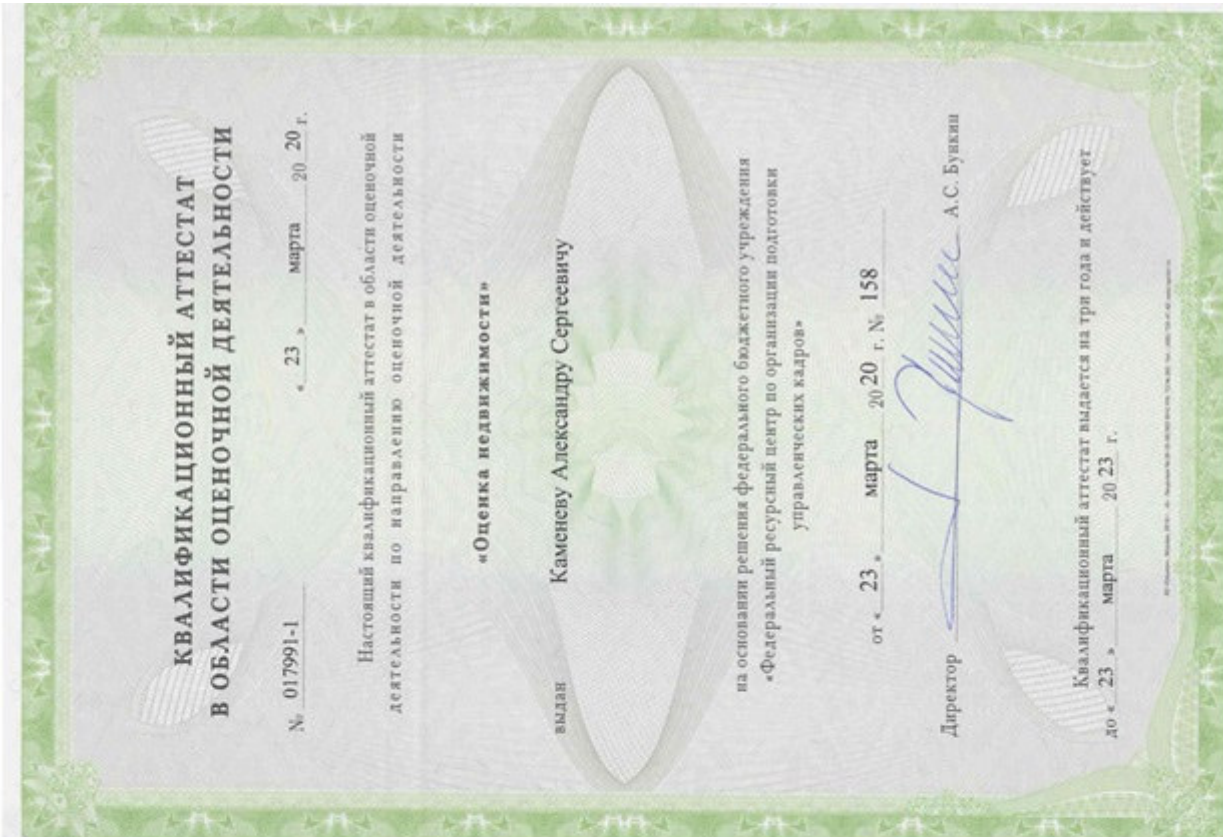 КВАЛИФИКАЦИОННЫЙ АТТЕСТАТ
В ОБЛАСТИ ОЦЕНОЧНОЙ ДЕЯТЕЛЬНОСТИ
№ 017991-1 « 23 » марта 20 20 г.
Настоящий квалификационный аттестат в области оценочной
деятельности по направлению оценочной деятельности
«Оценка недвижимости»
выдан Каменеву Александру Сергеевичу
на основании решения федерального бюджетного учреждения
«Федеральный ресурсный центр по организации подготовки
управленческих кадров»
от « 23 » марта 20 20 г. № 158
Директор А.С. Бункин
Квалификационный аттестат выдается на три года и действует
до « 23 » марта 20 23 г.